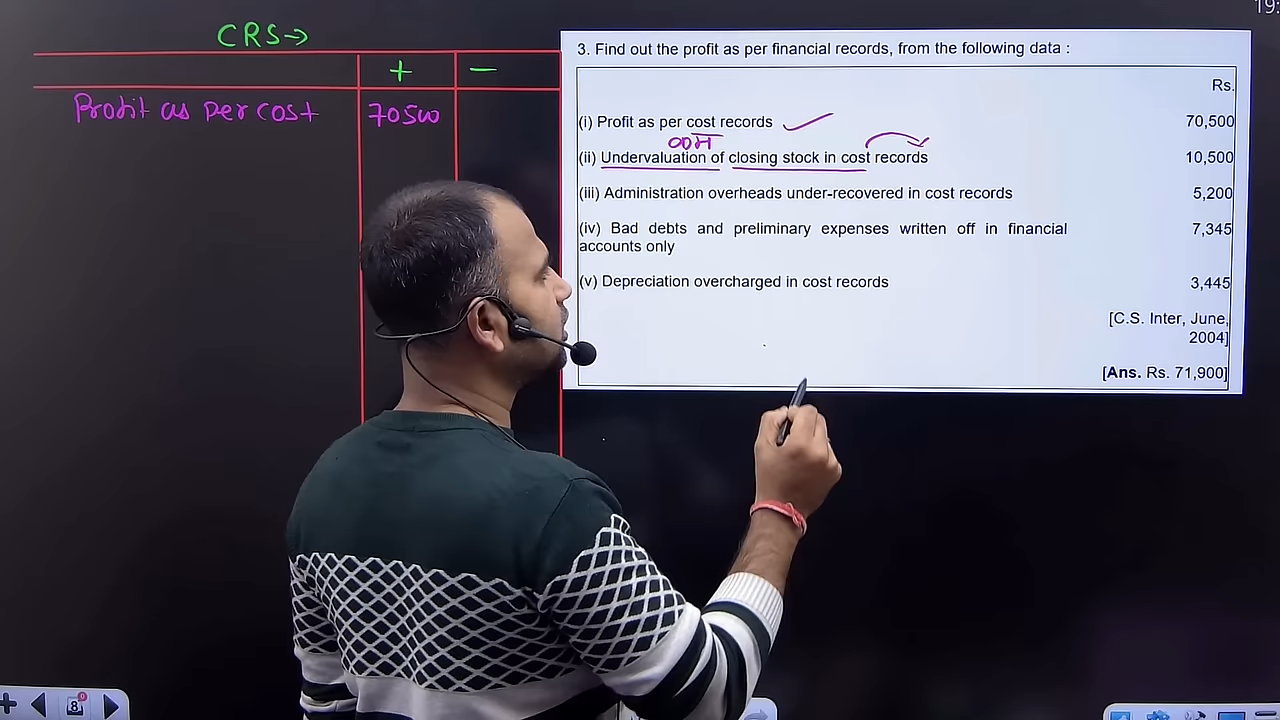 19:
CRS→
+ −
Profit as per cost 70500
3. Find out the profit as per financial records, from the following data :
Rs.
(i) Profit as per cost records 70,500
कम
(ii) Undervaluation of closing stock in cost records 10,500
(iii) Administration overheads under-recovered in cost records 5,200
(iv) Bad debts and preliminary expenses written off in financial 7,345
accounts only
(v) Depreciation overcharged in cost records 3,445
[C.S. Inter, June,
2004]
[Ans. Rs. 71,900]
8